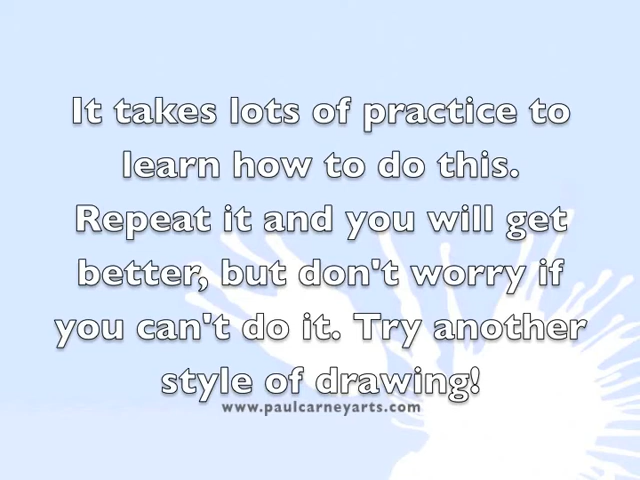 It takes lots of practice to
learn how to do this.
Repeat it and you will get
better, but don't worry if
you can't do it. Try another
style of drawing!
www.paulcarneyarts.com